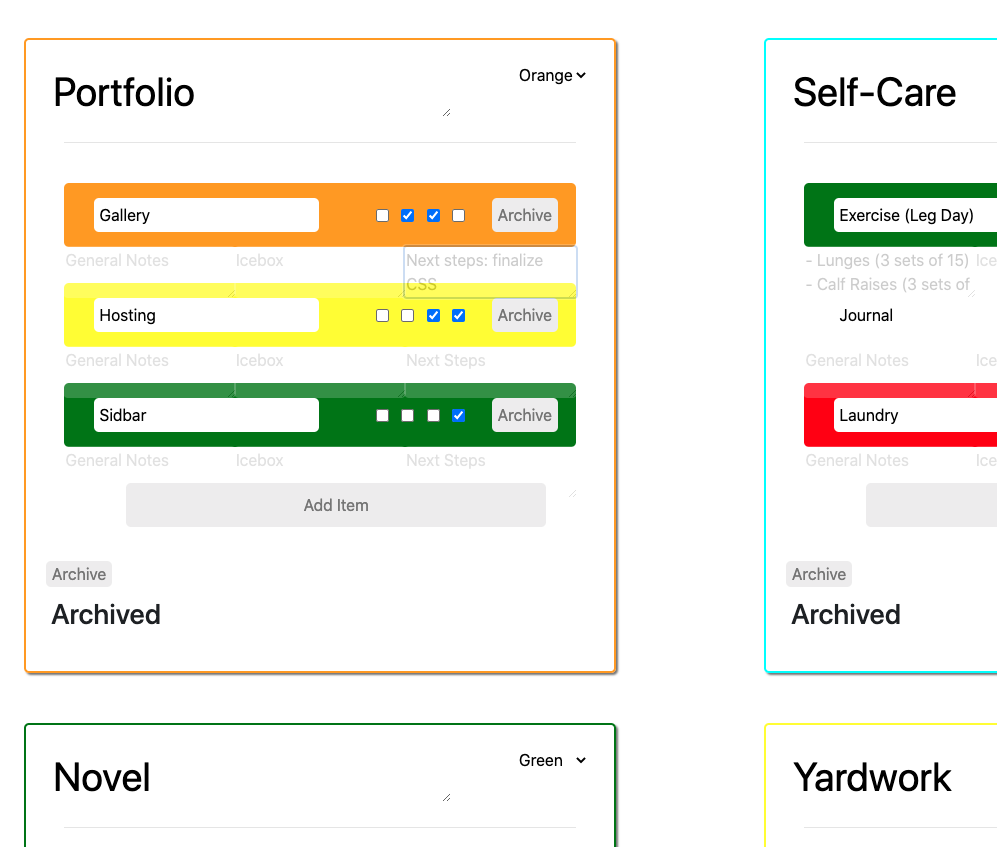 Portfolio
Orange
Gallery
Archive
General Notes
Icebox
Next steps: finalize
CSS
Hosting
Archive
General Notes
Icebox
Next Steps
Sidbar
Archive
General Notes
Icebox
Next Steps
Add Item
Archive
Archived
Self-Care
Exercise (Leg Day)
- Lunges (3 sets of 15)
- Calf Raises (3 sets of
Ice
Journal
General Notes
Ice
Laundry
General Notes
Ice
Archive
Archived
Novel
Green
Yardwork